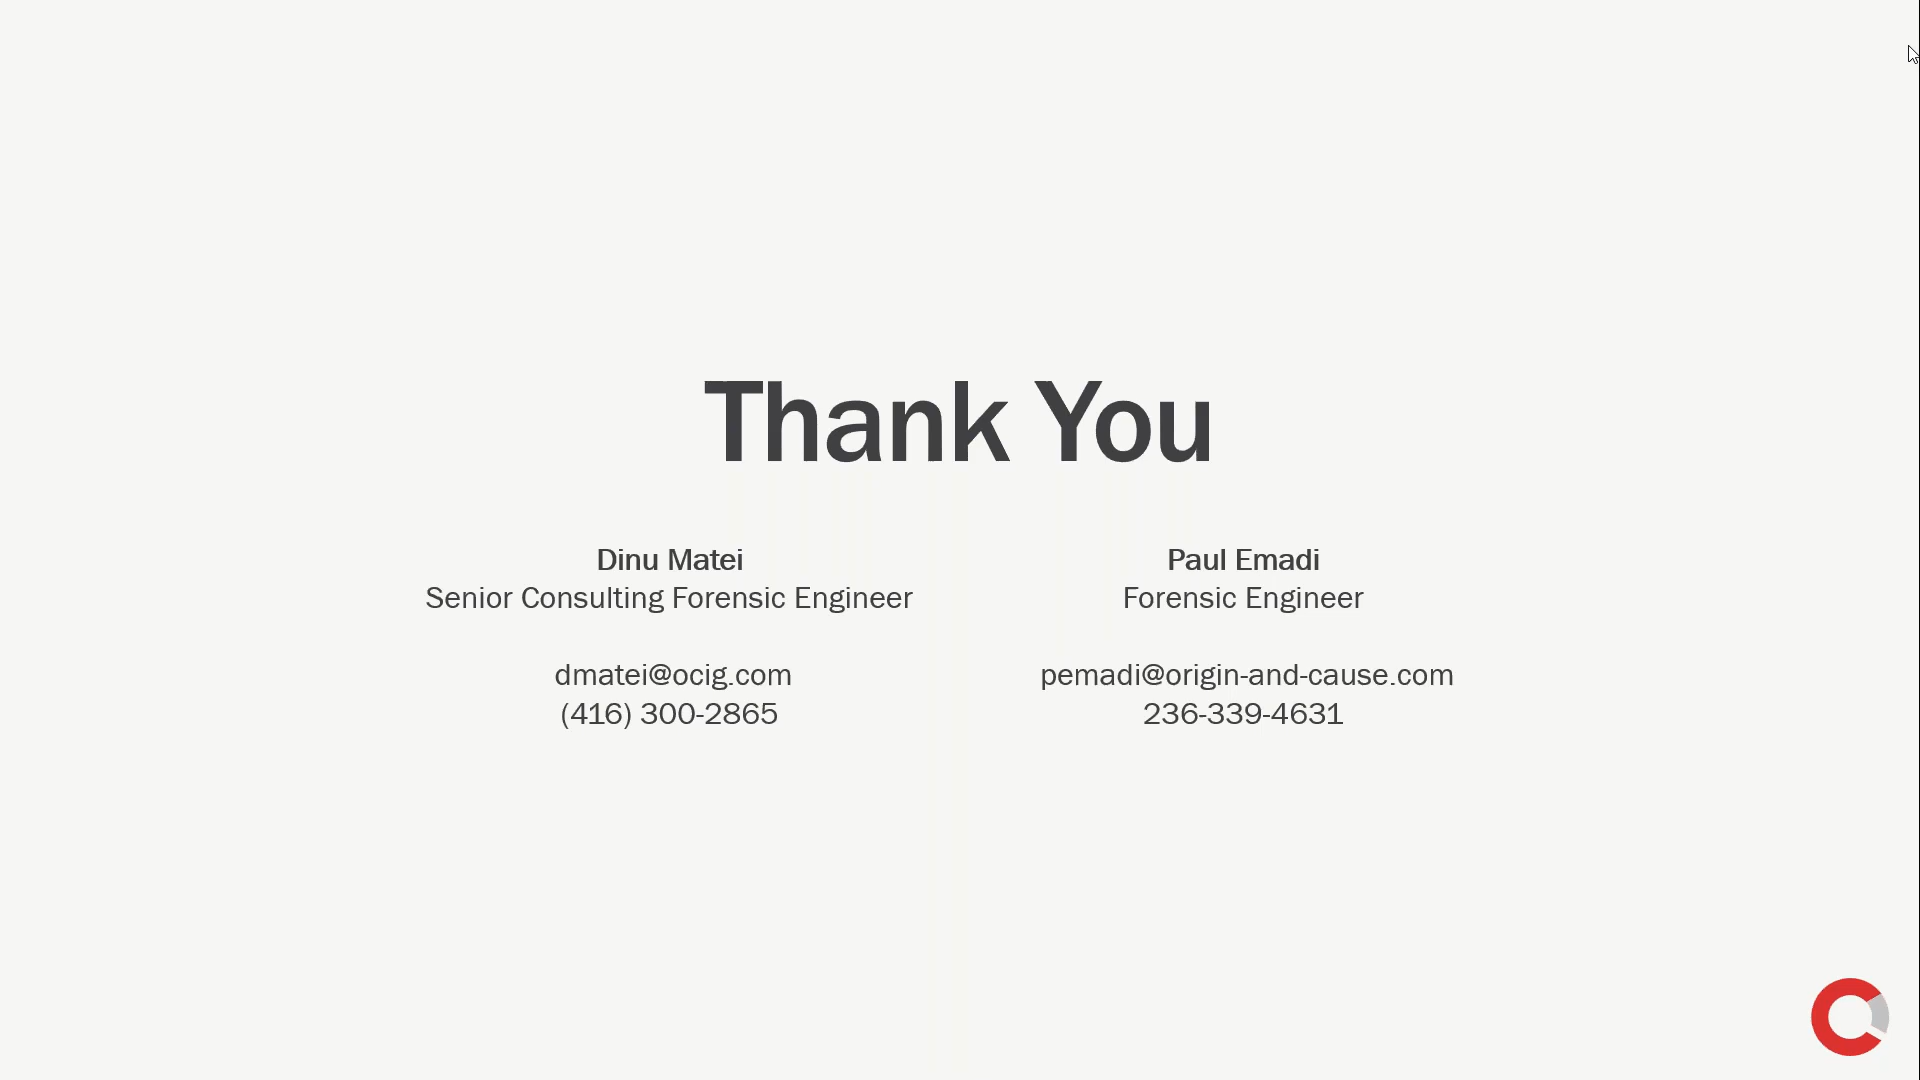 Thank You
Dinu Matei
Senior Consulting Forensic Engineer
dmatei@ocig.com
(416) 300-2865
Paul Emadi
Forensic Engineer
pemadi@origin-and-cause.com
236-339-4631